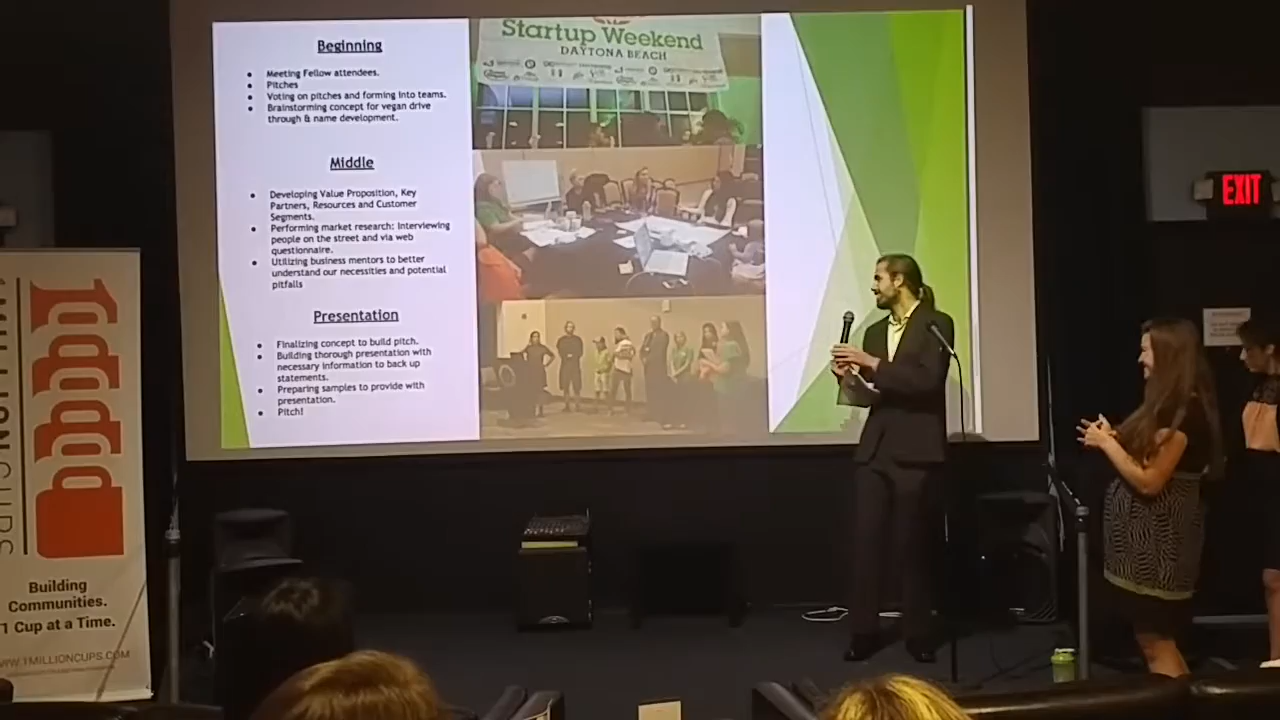 Beginning
Meeting Fellow attendees.
Pitches
Voting on pitches and forming into teams.
Brainstorming concept for vegan drive
through & name development.
Middle
Developing Value Proposition, Key
Partners, Resources and Customer
Segments.
Performing market research: Interviewing
people on the street and via web
questionnaire.
Utilizing business mentors to better
understand our necessities and potential
pitfalls
Presentation
Finalizing concept to build pitch.
Building thorough presentation with
necessary information to back up
statements.
Preparing samples to provide with
presentation.
Pitch!
Startup Weekend
DAYTONA BEACH
EXIT
Building
Communities.
1 Cup at a Time.
WWW.1MILLIONCUPS.COM